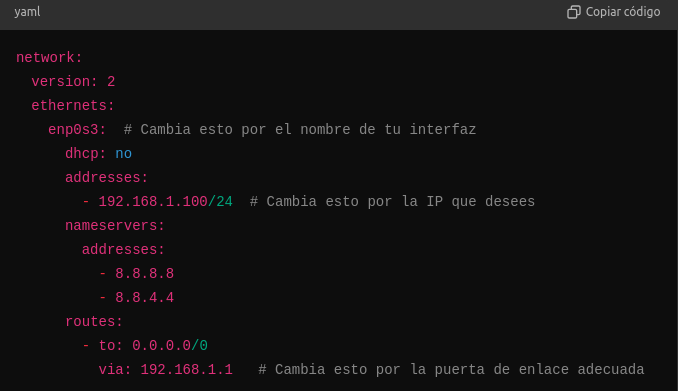 yaml
Copiar código
network:
  version: 2
  ethernets:
    enp0s3:  # Cambia esto por el nombre de tu interfaz
      dhcp: no
      addresses:
        - 192.168.1.100/24  # Cambia esto por la IP que desees
      nameservers:
        addresses:
          - 8.8.8.8
          - 8.8.4.4
      routes:
        - to: 0.0.0.0/0
          via: 192.168.1.1   # Cambia esto por la puerta de enlace adecuada